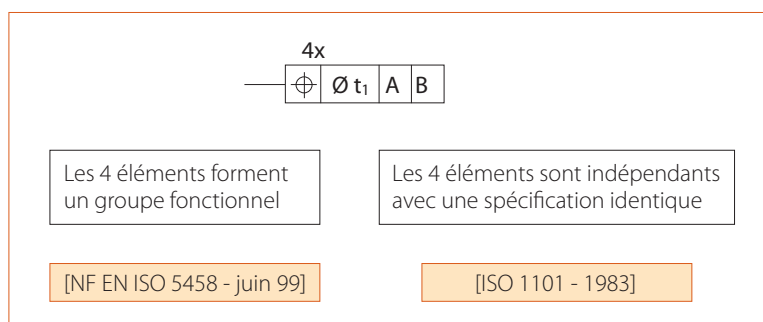 4x
⌖ Ø t₁ A B
Les 4 éléments forment
un groupe fonctionnel
Les 4 éléments sont indépendants
avec une spécification identique
[NF EN ISO 5458 - juin 99]
[ISO 1101 - 1983]